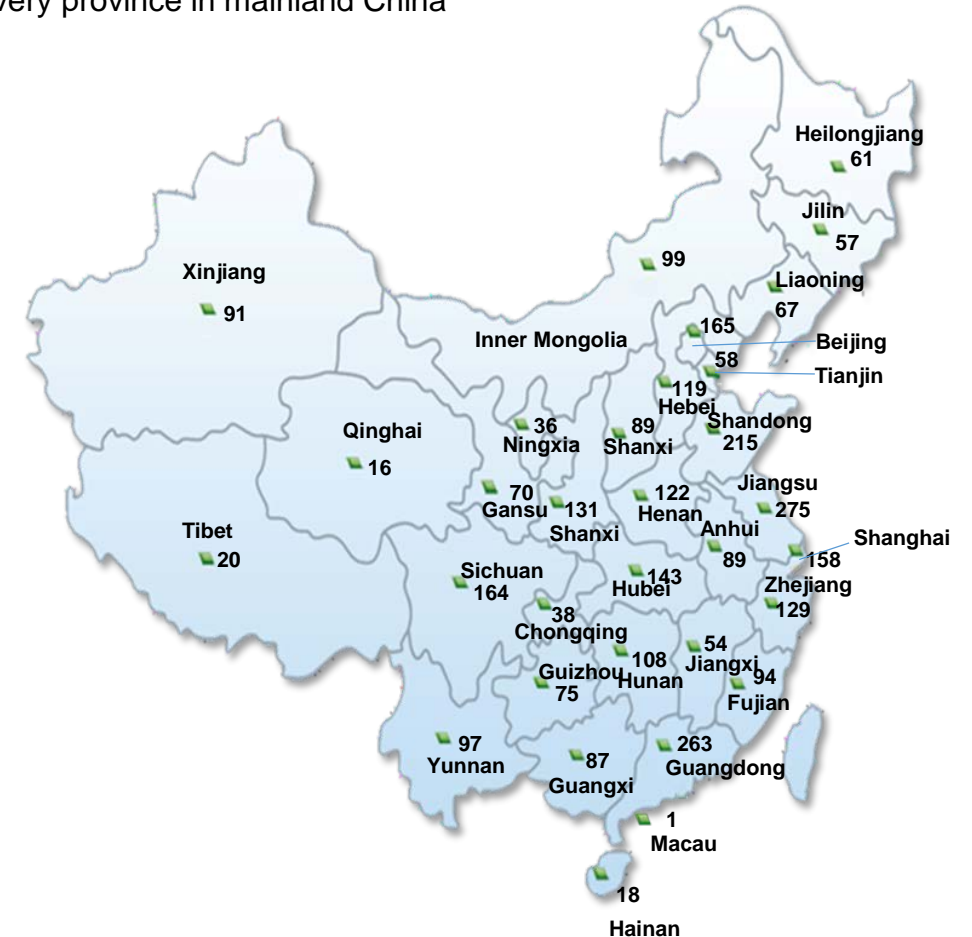 very province in mainland China
Heilongjiang
61
Jilin
57
99
Xinjiang
91
Liaoning
67
165
Inner Mongolia
Beijing
58
Tianjin
119
Hebei
Shandong
215
36
Ningxia
89
Shanxi
Qinghai
16
Jiangsu
275
70
Gansu
131
Shanxi
122
Henan
Anhui
89
Tibet
20
Shanghai
158
Sichuan
164
143
Hubei
Zhejiang
129
38
Chongqing
54
Jiangxi
108
Hunan
Guizhou
75
94
Fujian
97
Yunnan
87
Guangxi
263
Guangdong
1
Macau
18
Hainan